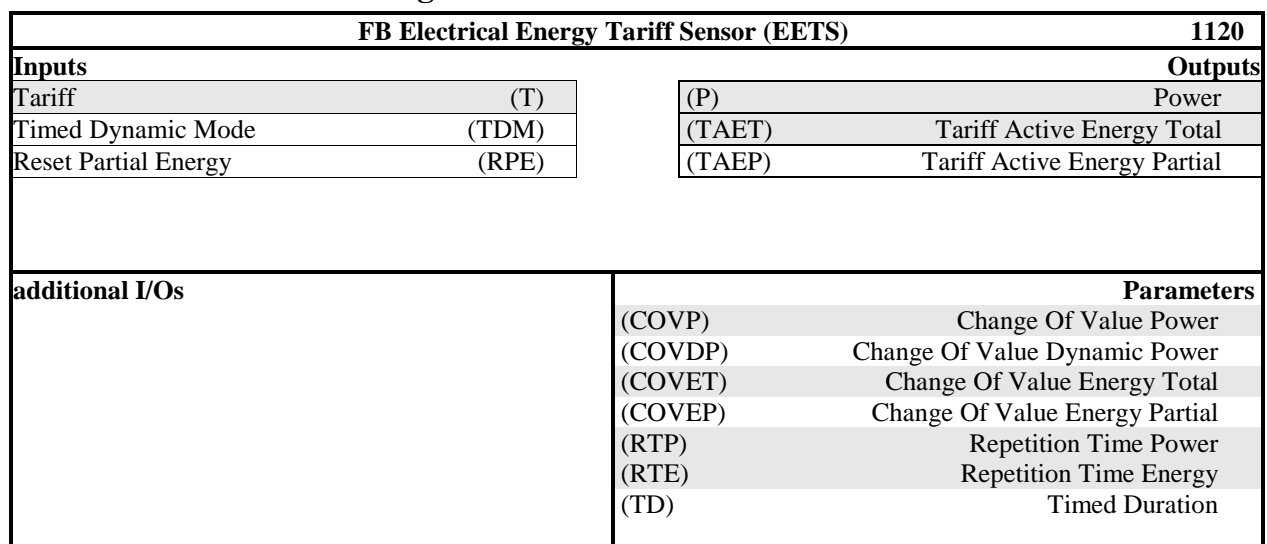 FB Electrical Energy Tariff Sensor (EETS) 1120
Inputs Outputs
Tariff (T) (P) Power
Timed Dynamic Mode (TDM) (TAET) Tariff Active Energy Total
Reset Partial Energy (RPE) (TAEP) Tariff Active Energy Partial
additional I/Os Parameters
(COVP) Change Of Value Power
(COVDP) Change Of Value Dynamic Power
(COVET) Change Of Value Energy Total
(COVEP) Change Of Value Energy Partial
(RTP) Repetition Time Power
(RTE) Repetition Time Energy
(TD) Timed Duration